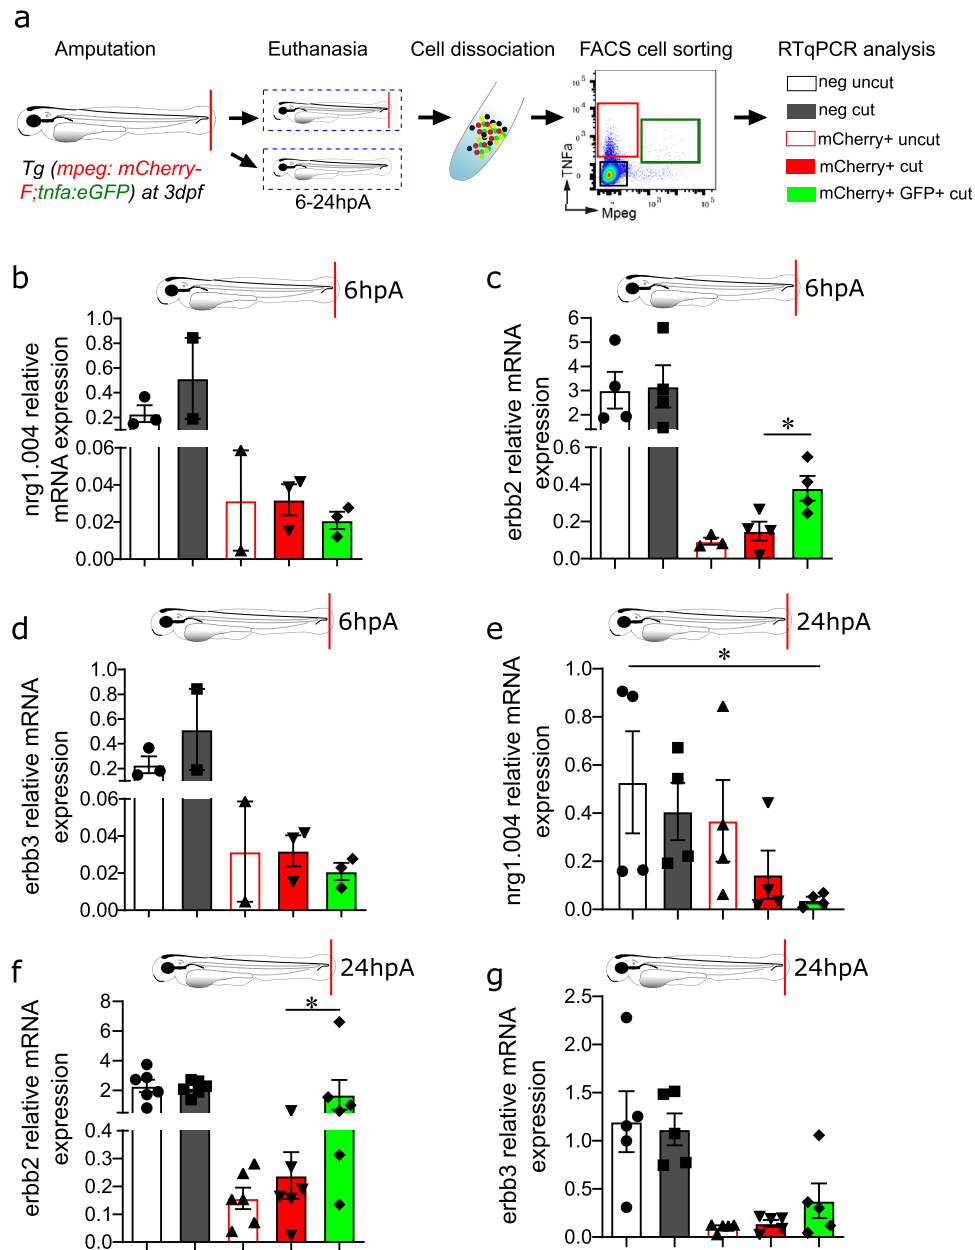 a
Amputation
Euthanasia
Cell dissociation
FACS cell sorting
RTqPCR analysis
Tg (mpeg: mCherry-
F;tnfa:eGFP) at 3dpf
6-24hpA
10⁵
10⁴
10³
0
TNFa
0 10³ 10⁵
Mpeg
neg uncut
neg cut
mCherry+ uncut
mCherry+ cut
mCherry+ GFP+ cut
b
6hpA
nrg1.004 relative
mRNA expression
1.0
0.8
0.6
0.4
0.2
0.06
0.04
0.02
0.00
c
6hpA
erbb2 relative mRNA
expression
6
5
4
3
2
0.6
0.4
0.2
0.0
*
d
6hpA
erbb3 relative mRNA
expression
1.0
0.8
0.6
0.4
0.2
0.06
0.04
0.02
0.00
e
24hpA
nrg1.004 relative mRNA
expression
1.0
0.8
0.6
0.4
0.2
0.0
*
f
24hpA
erbb2 relative mRNA
expression
8
6
4
2
0.4
0.3
0.2
0.1
0.0
*
g
24hpA
erbb3 relative mRNA
expression
2.5
2.0
1.5
1.0
0.5
0.0